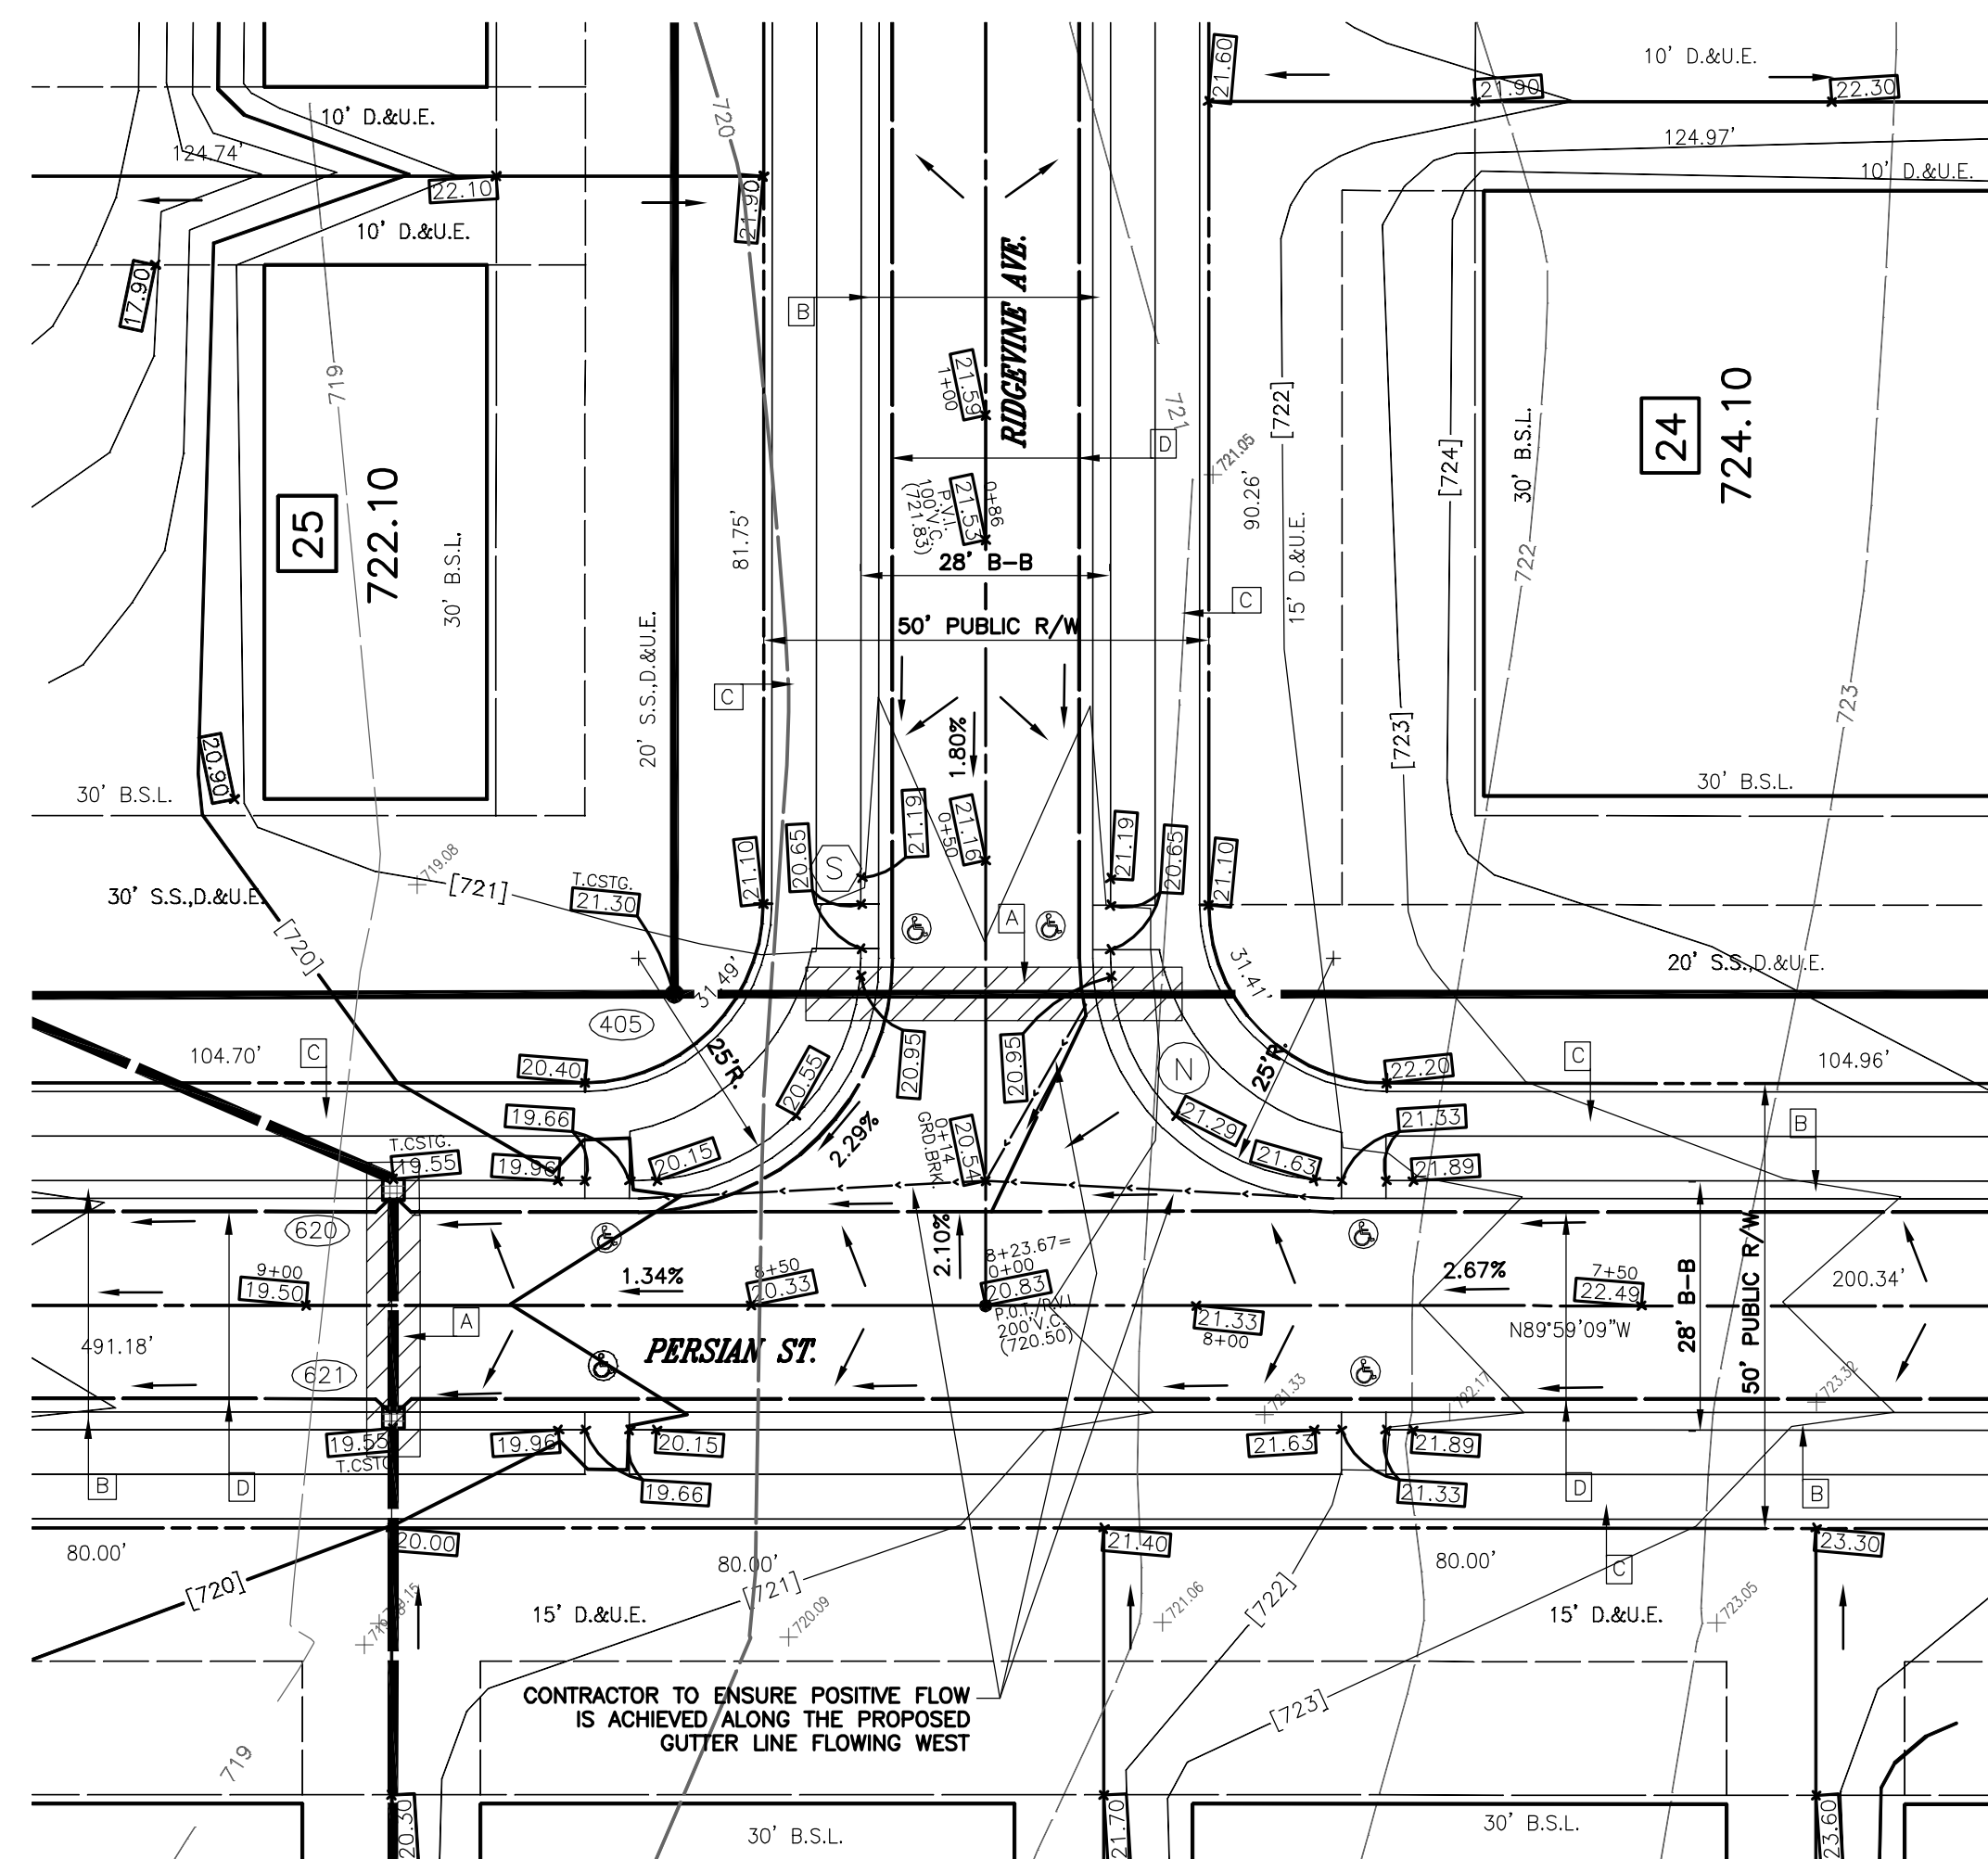 10' D.&U.E.
124.74'
22.10
10' D.&U.E.
17.90
21.90
720
719
25
722.10
30' B.S.L.
20.90
30' B.S.L.
30' S.S.,D.&U.E.
719.08
[721]
[720]
T.CSTG.
21.30
20' S.S.,D.&U.E.
81.75'
B
C
RIDGEVINE AVE.
21.59
1+00
0+86
21.53
P.V.I.
100'V.C.
(721.83)
28' B-B
50' PUBLIC R/W
D
C
1.80%
21.16
0+50
21.19
20.65
21.10
S
21.19
20.65
21.10
A
21.60
21.90
22.30
10' D.&U.E.
124.97'
10' D.&U.E.
721
721.05
90.26'
[722]
15' D.&U.E.
[724]
[723]
30' B.S.L.
722
24
724.10
723
30' B.S.L.
20' S.S.,D.&U.E.
31.49'
31.41'
405
25'R.
25'R.
N
104.70'
C
20.40
19.66
19.96
20.15
20.55
2.29%
20.95
20.95
20.54
0+14
GRD.BRK.
21.29
21.63
22.20
21.33
21.89
C
B
104.96'
T.CSTG.
19.55
620
621
9+00
19.50
491.18'
A
1.34%
8+50
20.33
PERSIAN ST.
2.10%
8+23.67=
0+00
20.83
P.O.T./P.V.I.
200'V.C.
(720.50)
21.33
8+00
2.67%
7+50
22.49
N89°59'09"W
28' B-B
50' PUBLIC R/W
200.34'
721.33
722.17
723.32
19.55
T.CSTG.
19.96
20.15
19.66
21.63
21.89
21.33
B
D
D
B
C
20.00
21.40
23.30
80.00'
80.00'
80.00'
[720]
[721]
[722]
[723]
15' D.&U.E.
15' D.&U.E.
720.09
721.06
723.05
CONTRACTOR TO ENSURE POSITIVE FLOW
IS ACHIEVED ALONG THE PROPOSED
GUTTER LINE FLOWING WEST
719
20.30
21.70
23.60
30' B.S.L.
30' B.S.L.